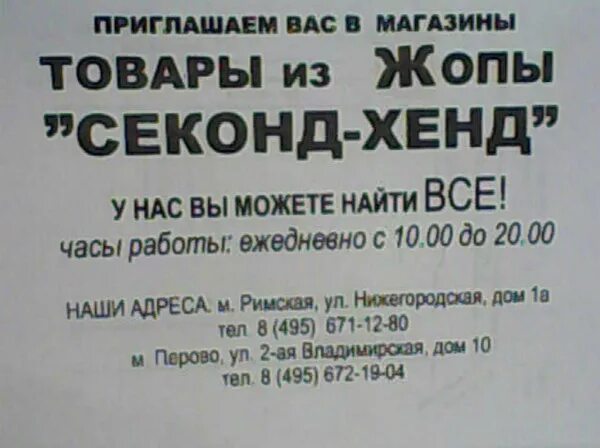 ПРИГЛАШАЕМ ВАС В МАГАЗИНЫ
ТОВАРЫ из Жопы
"СЕКОНД-ХЕНД"
У НАС ВЫ МОЖЕТЕ НАЙТИ ВСЕ!
часы работы: ежедневно с 10.00 до 20.00
НАШИ АДРЕСА: м. Римская, ул. Нижегородская, дом 1а
тел. 8 (495) 671-12-80
м Перово, ул. 2-ая Владимирская, дом 10
тел. 8 (495) 672-19-04